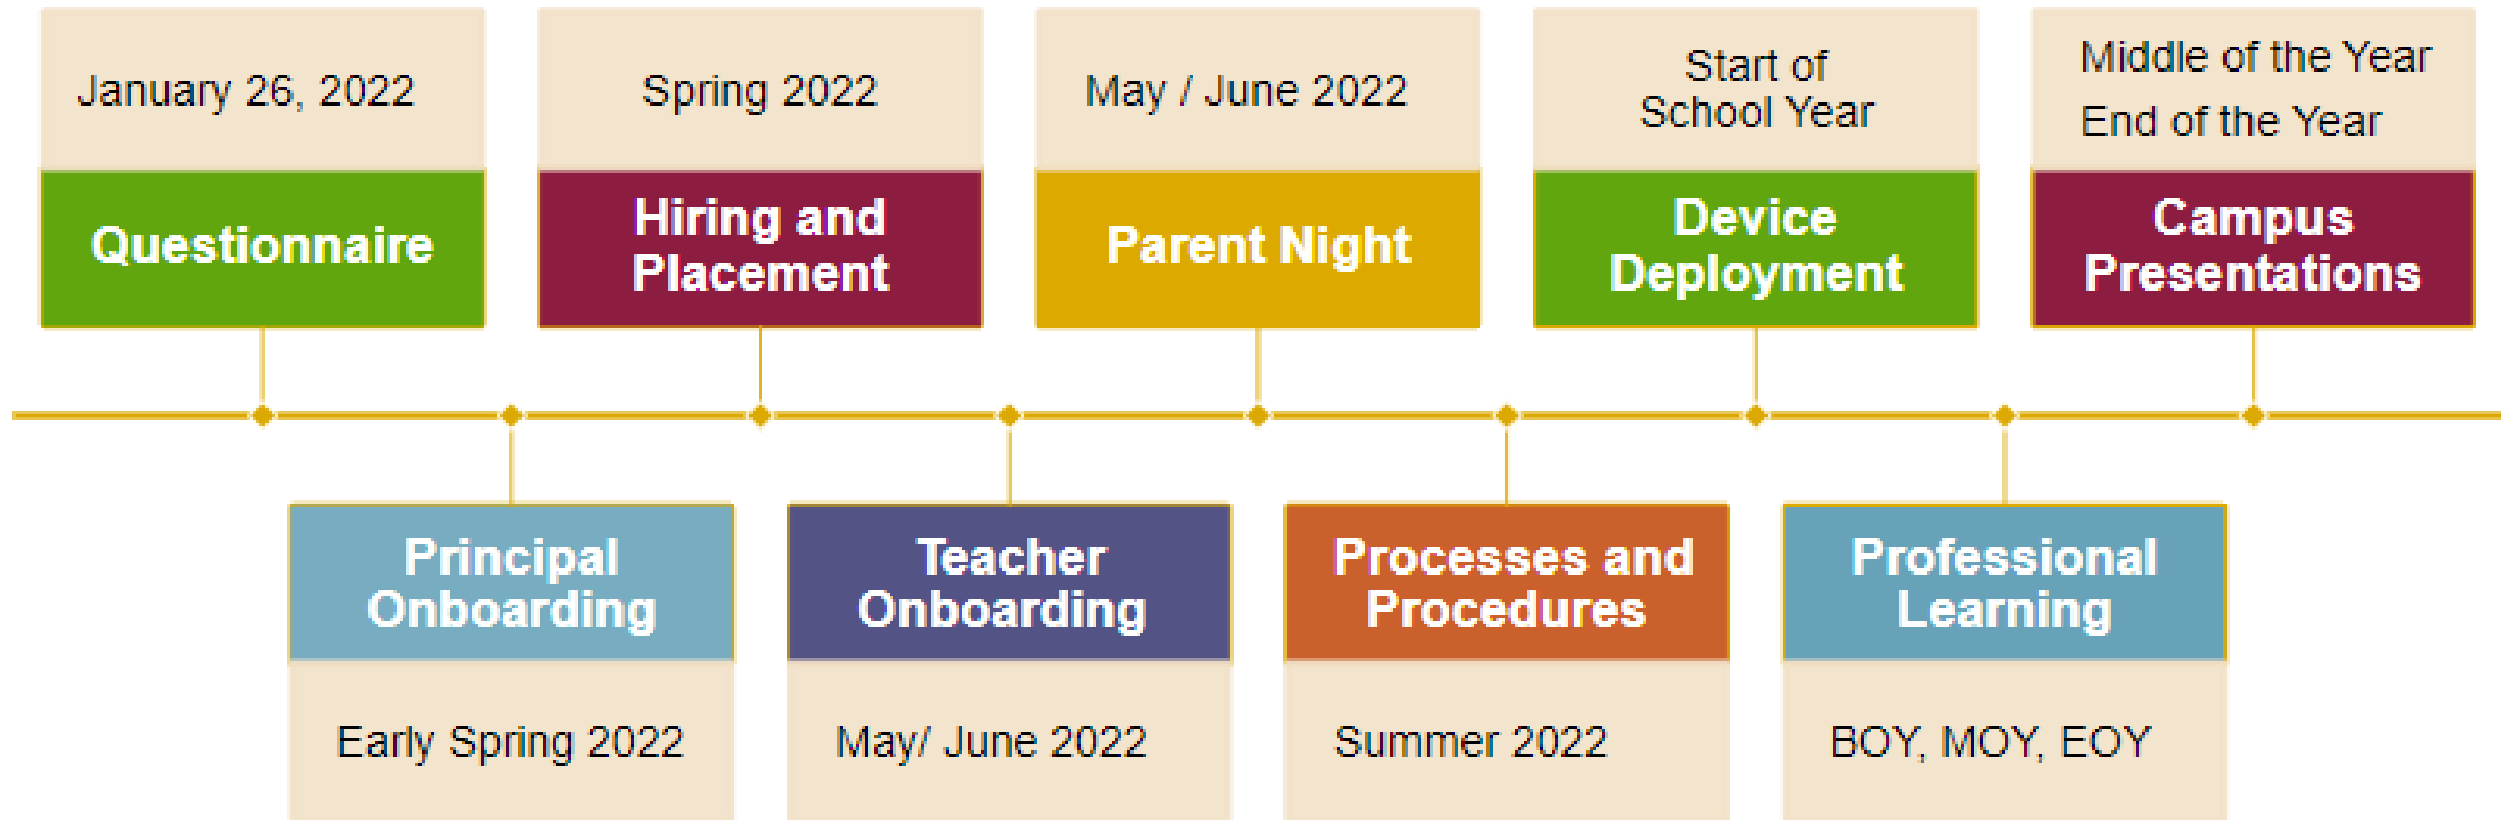 January 26, 2022
Questionnaire
Spring 2022
Hiring and
Placement
May / June 2022
Parent Night
Start of
School Year
Device
Deployment
Middle of the Year
End of the Year
Campus
Presentations
Principal
Onboarding
Early Spring 2022
Teacher
Onboarding
May/ June 2022
Processes and
Procedures
Summer 2022
Professional
Learning
BOY, MOY, EOY